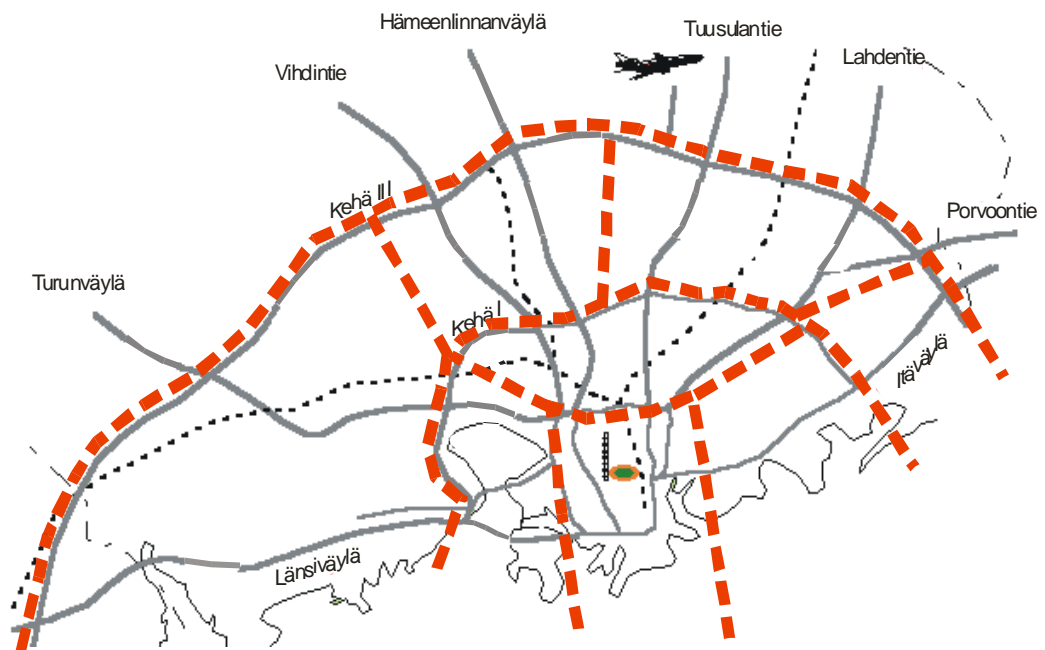 Hämeenlinnanväylä
Tuusulantie
Lahdentie
Vihdintie
Kehä III
Porvoontie
Turunväylä
Kehä I
Itäväylä
Länsiväylä